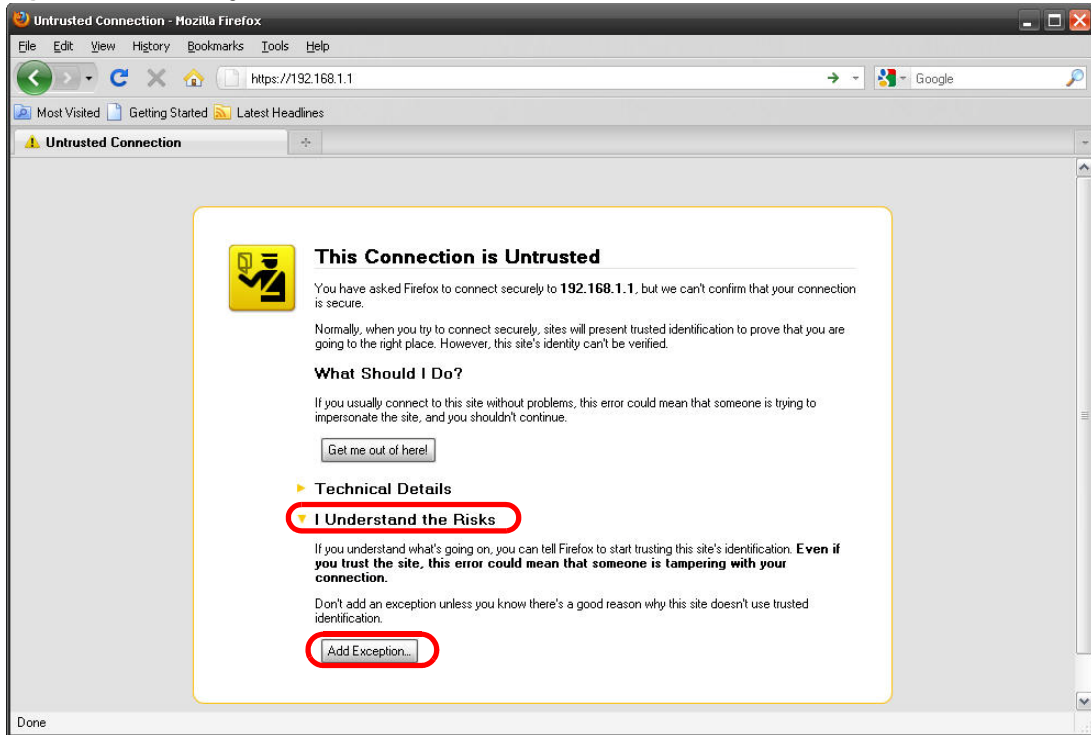 Untrusted Connection - Mozilla Firefox
File Edit View History Bookmarks Tools Help
https://192.168.1.1
Google
Most Visited Getting Started Latest Headlines
Untrusted Connection
This Connection is Untrusted
You have asked Firefox to connect securely to 192.168.1.1, but we can't confirm that your connection
is secure.
Normally, when you try to connect securely, sites will present trusted identification to prove that you are
going to the right place. However, this site's identity can't be verified.
What Should I Do?
If you usually connect to this site without problems, this error could mean that someone is trying to
impersonate the site, and you shouldn't continue.
Get me out of here!
Technical Details
I Understand the Risks
If you understand what's going on, you can tell Firefox to start trusting this site's identification. Even if
you trust the site, this error could mean that someone is tampering with your
connection.
Don't add an exception unless you know there's a good reason why this site doesn't use trusted
identification.
Add Exception...
Done